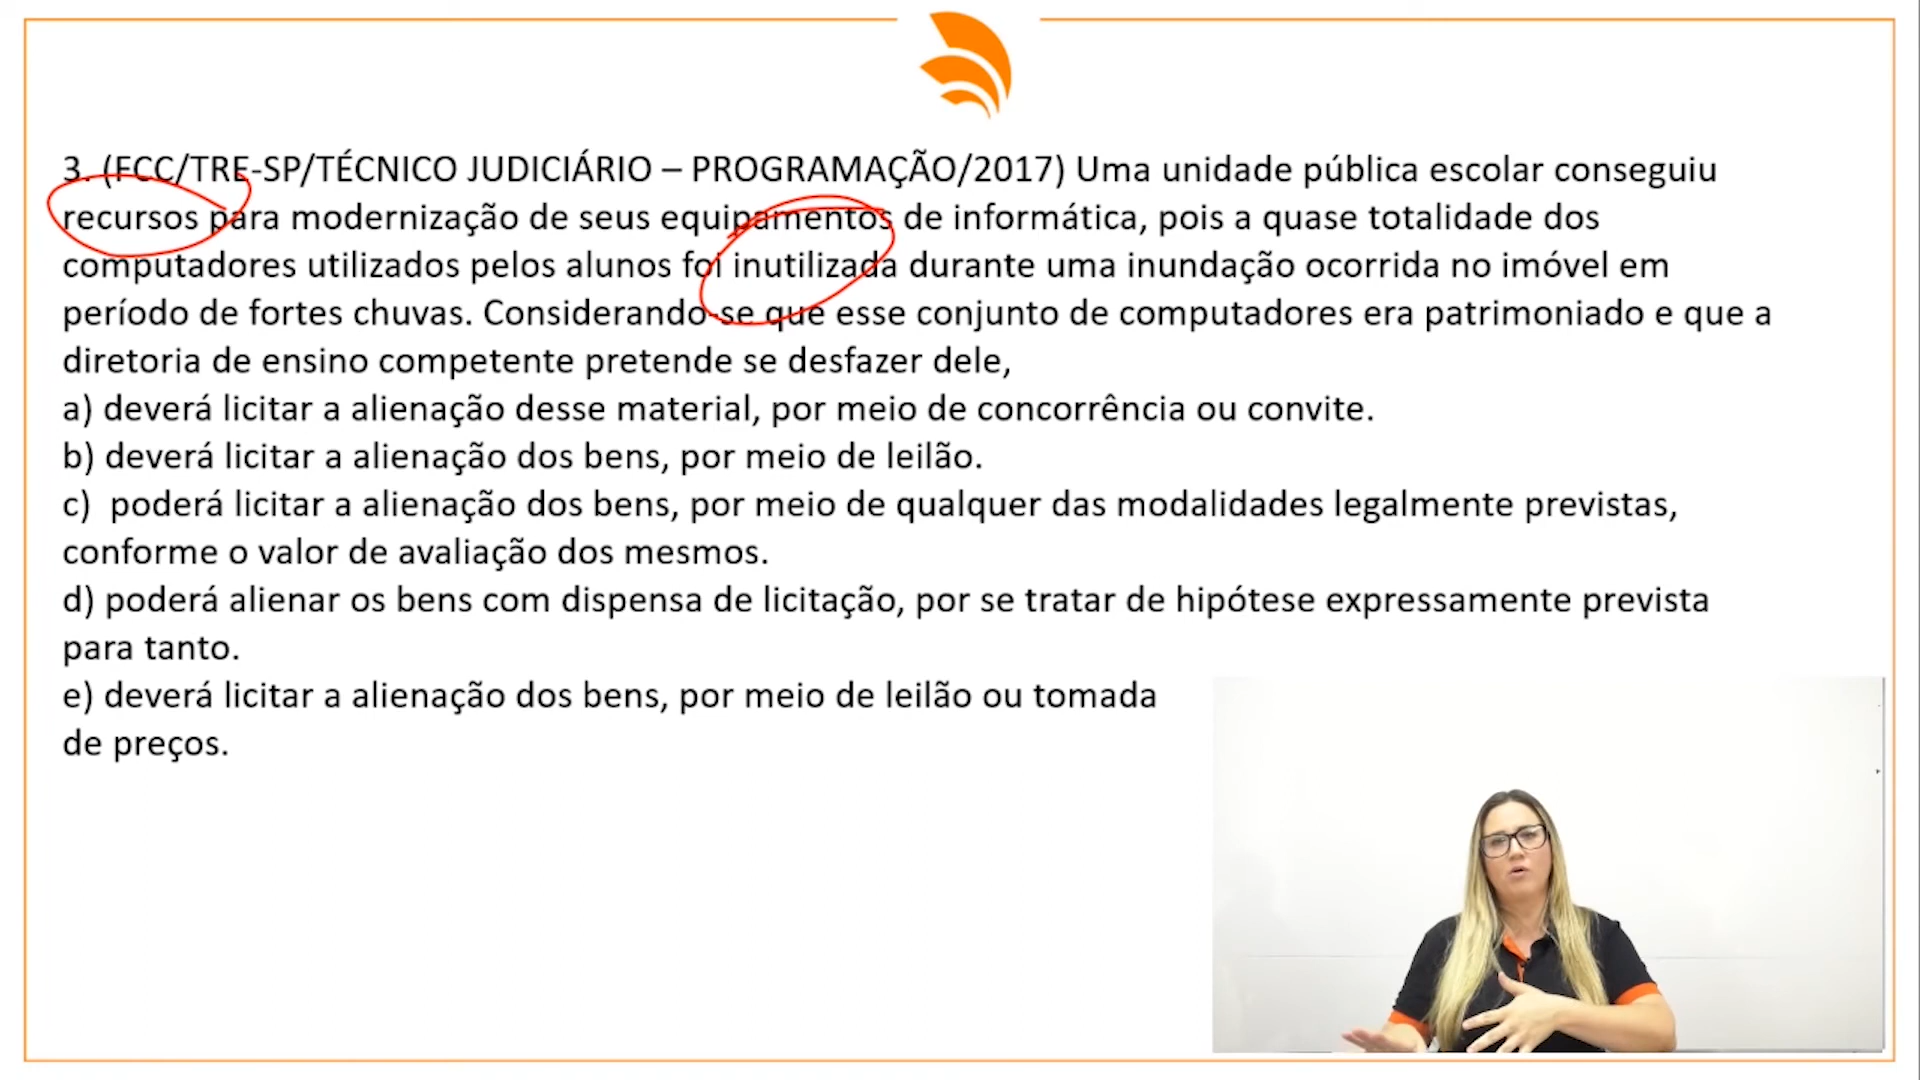 3. (FCC/TRE-SP/TÉCNICO JUDICIÁRIO – PROGRAMAÇÃO/2017) Uma unidade pública escolar conseguiu
recursos para modernização de seus equipamentos de informática, pois a quase totalidade dos
computadores utilizados pelos alunos foi inutilizada durante uma inundação ocorrida no imóvel em
período de fortes chuvas. Considerando-se que esse conjunto de computadores era patrimoniado e que a
diretoria de ensino competente pretende se desfazer dele,
a) deverá licitar a alienação desse material, por meio de concorrência ou convite.
b) deverá licitar a alienação dos bens, por meio de leilão.
c) poderá licitar a alienação dos bens, por meio de qualquer das modalidades legalmente previstas,
conforme o valor de avaliação dos mesmos.
d) poderá alienar os bens com dispensa de licitação, por se tratar de hipótese expressamente prevista
para tanto.
e) deverá licitar a alienação dos bens, por meio de leilão ou tomada
de preços.